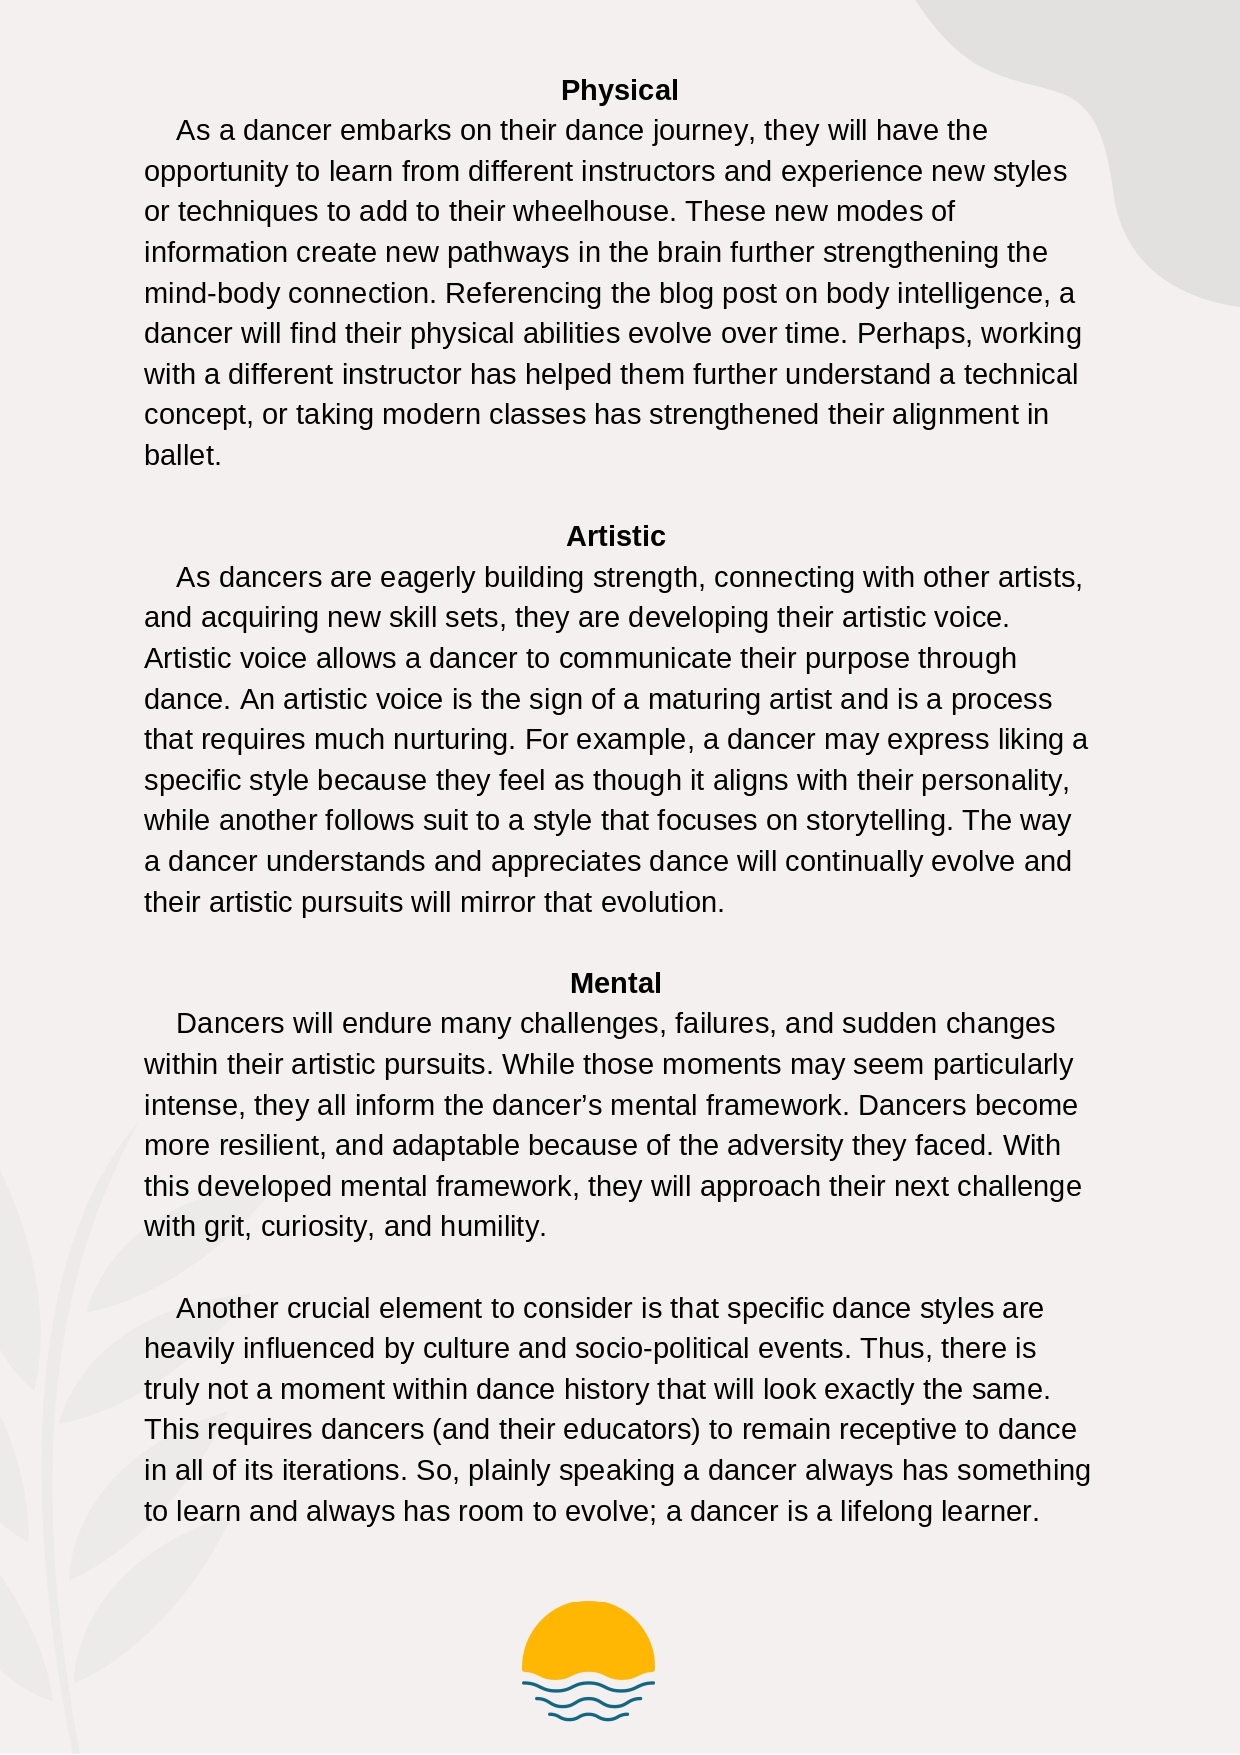 Physical
As a dancer embarks on their dance journey, they will have the
opportunity to learn from different instructors and experience new styles
or techniques to add to their wheelhouse. These new modes of
information create new pathways in the brain further strengthening the
mind-body connection. Referencing the blog post on body intelligence, a
dancer will find their physical abilities evolve over time. Perhaps, working
with a different instructor has helped them further understand a technical
concept, or taking modern classes has strengthened their alignment in
ballet.
Artistic
As dancers are eagerly building strength, connecting with other artists,
and acquiring new skill sets, they are developing their artistic voice.
Artistic voice allows a dancer to communicate their purpose through
dance. An artistic voice is the sign of a maturing artist and is a process
that requires much nurturing. For example, a dancer may express liking a
specific style because they feel as though it aligns with their personality,
while another follows suit to a style that focuses on storytelling. The way
a dancer understands and appreciates dance will continually evolve and
their artistic pursuits will mirror that evolution.
Mental
Dancers will endure many challenges, failures, and sudden changes
within their artistic pursuits. While those moments may seem particularly
intense, they all inform the dancer’s mental framework. Dancers become
more resilient, and adaptable because of the adversity they faced. With
this developed mental framework, they will approach their next challenge
with grit, curiosity, and humility.
Another crucial element to consider is that specific dance styles are
heavily influenced by culture and socio-political events. Thus, there is
truly not a moment within dance history that will look exactly the same.
This requires dancers (and their educators) to remain receptive to dance
in all of its iterations. So, plainly speaking a dancer always has something
to learn and always has room to evolve; a dancer is a lifelong learner.